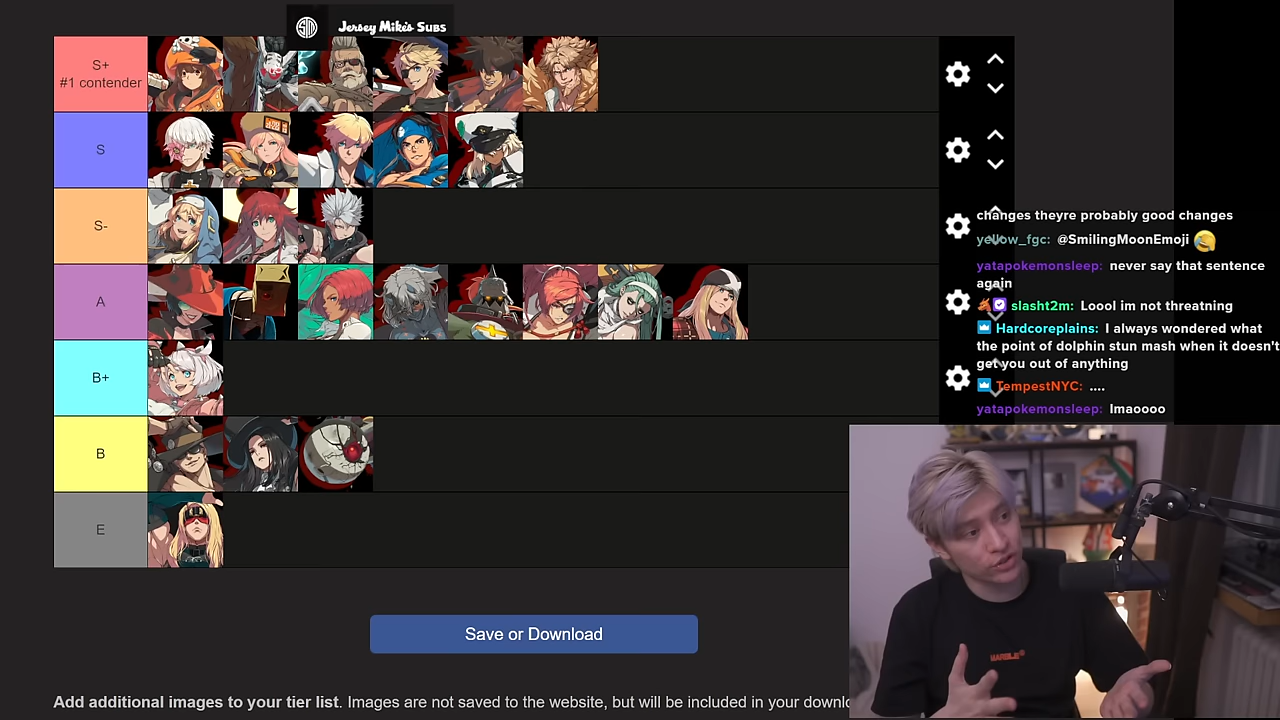 Jersey Mike's Subs
S+
#1 contender
S
S-
A
B+
B
E
changes theyre probably good changes
yellow_fgc: @SmilingMoonEmoji
yatapokemonsleep: never say that sentence
again
slasht2m: Loool im not threatning
Hardcoreplains: I always wondered what
the point of dolphin stun mash when it doesn't
get you out of anything
TempestNYC: ....
yatapokemonsleep: lmaoooo
MARBLE
Save or Download
Add additional images to your tier list. Images are not saved to the website, but will be included in your downlo